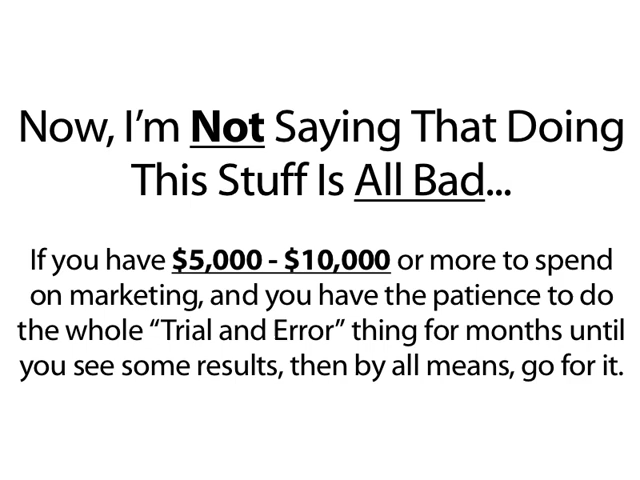 Now, I’m Not Saying That Doing
This Stuff Is All Bad...
If you have $5,000 - $10,000 or more to spend
on marketing, and you have the patience to do
the whole “Trial and Error” thing for months until
you see some results, then by all means, go for it.